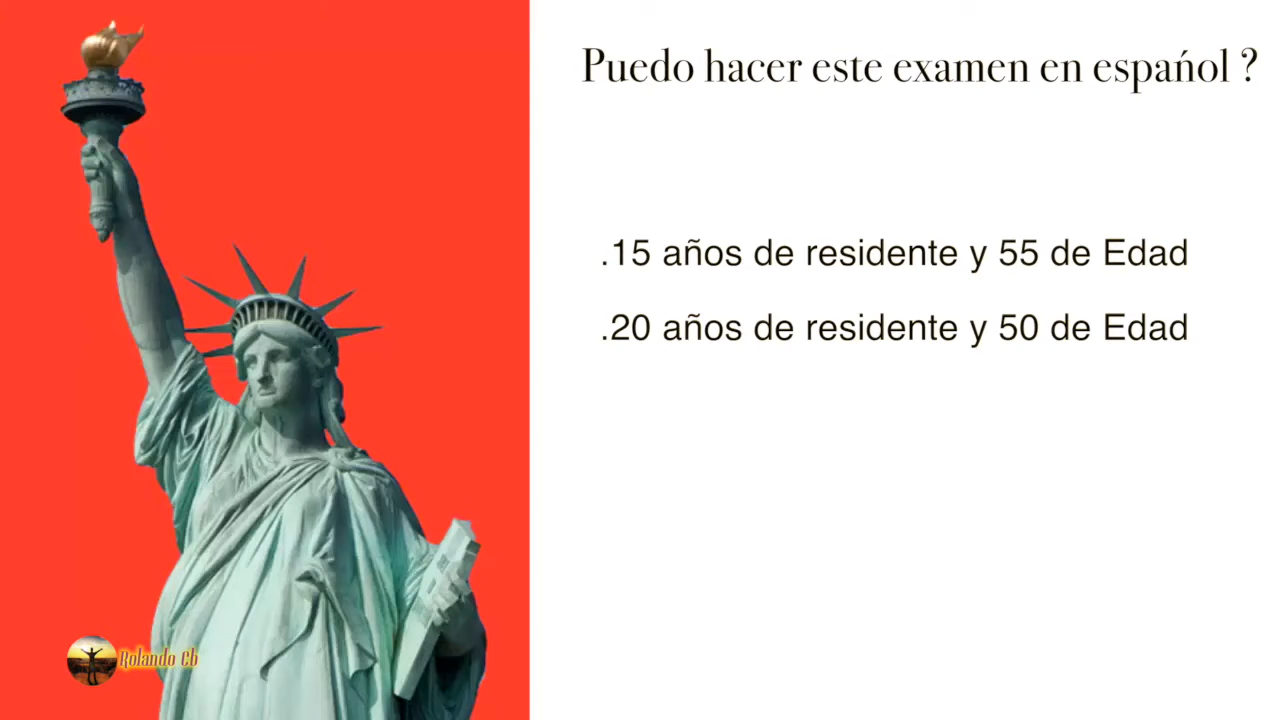 Puedo hacer este examen en español ?
.15 años de residente y 55 de Edad
.20 años de residente y 50 de Edad
Rolando Cb